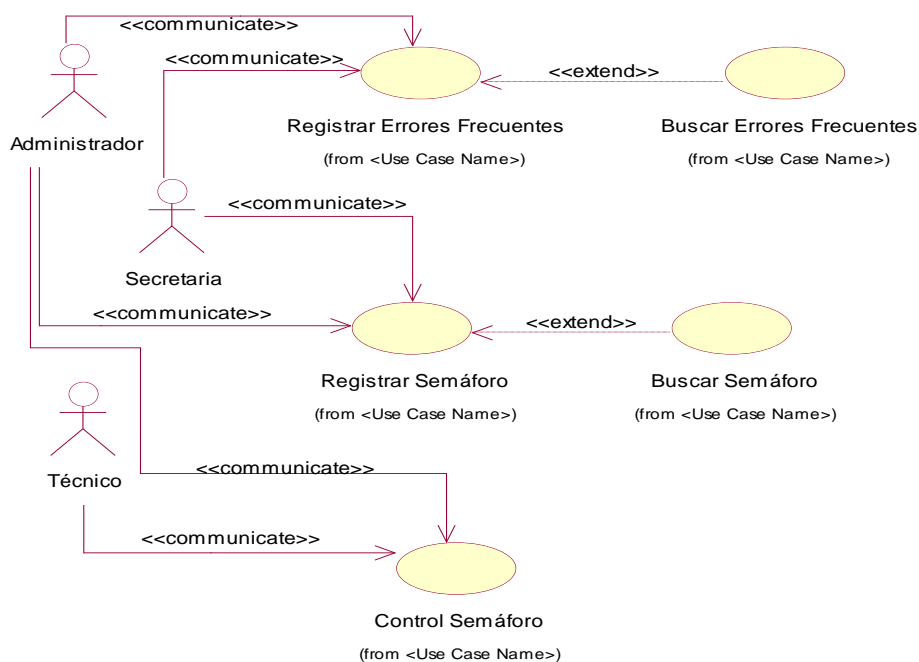 <<communicate>>
<<communicate>>
<<extend>>
Administrador
Registrar Errores Frecuentes
(from <Use Case Name>)
Buscar Errores Frecuentes
(from <Use Case Name>)
<<communicate>>
Secretaria
<<communicate>>
<<extend>>
Registrar Semáforo
(from <Use Case Name>)
Buscar Semáforo
(from <Use Case Name>)
Técnico
<<communicate>>
<<communicate>>
Control Semáforo
(from <Use Case Name>)